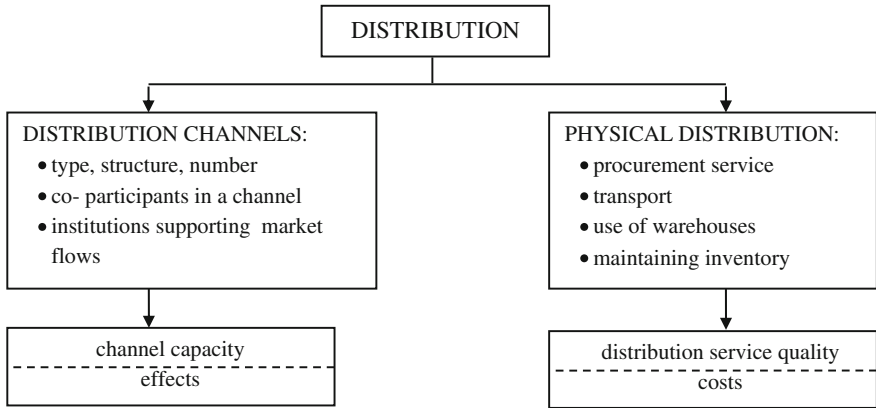 DISTRIBUTION
DISTRIBUTION CHANNELS:
• type, structure, number
• co- participants in a channel
• institutions supporting market
flows
channel capacity
effects
PHYSICAL DISTRIBUTION:
• procurement service
• transport
• use of warehouses
• maintaining inventory
distribution service quality
costs